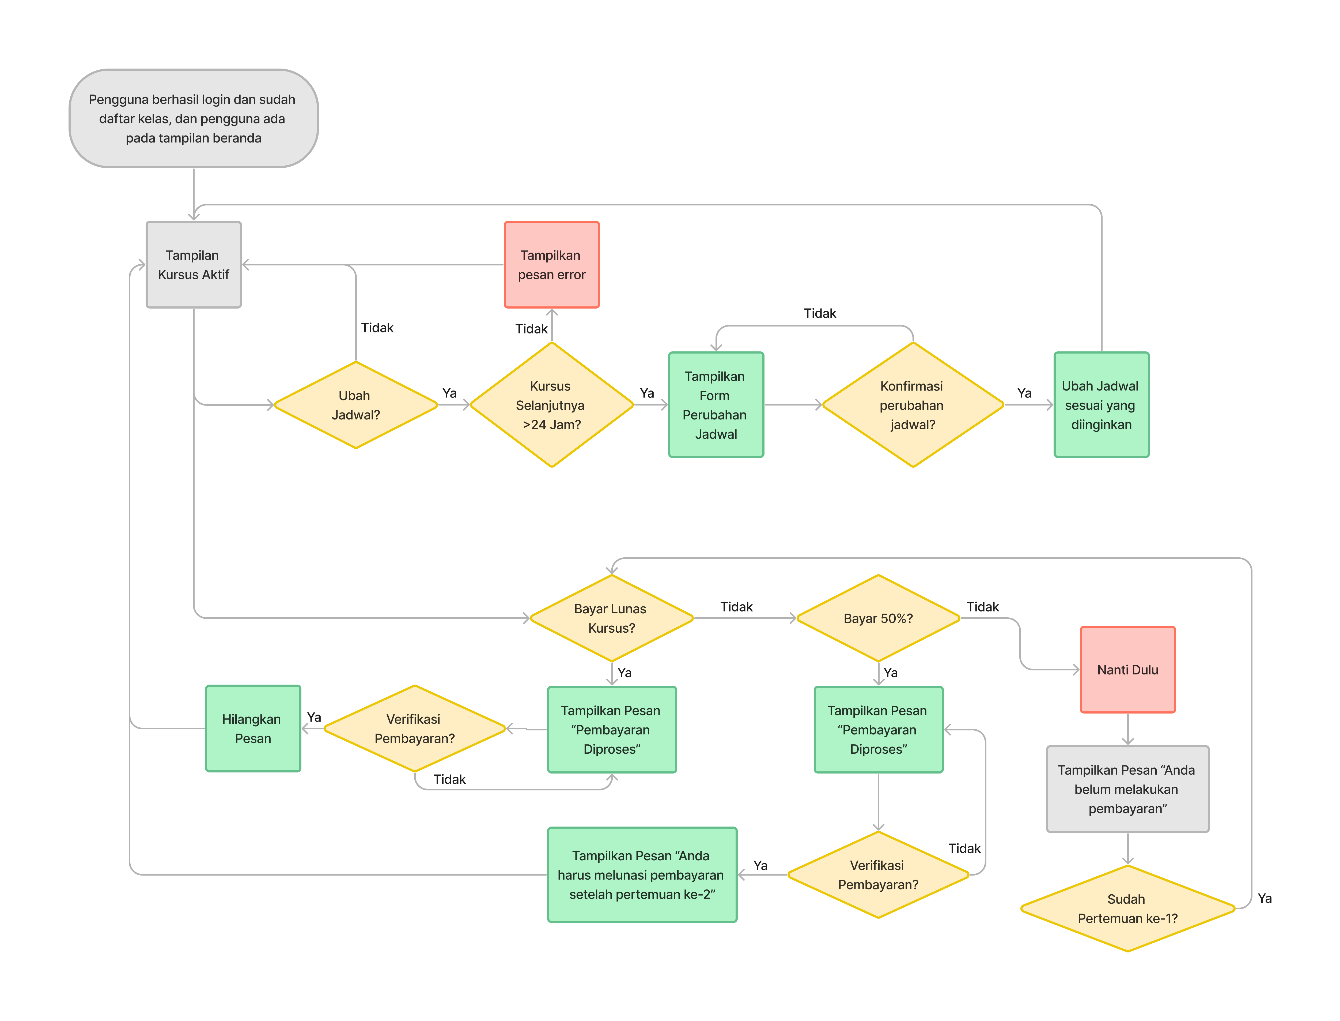 Pengguna berhasil login dan sudah
daftar kelas, dan pengguna ada
pada tampilan beranda
Tampilan
Kursus Aktif
Tampilkan
pesan error
Tidak
Tidak
Tidak
Ubah
Jadwal?
Ya
Kursus
Selanjutnya
>24 Jam?
Ya
Tampilkan
Form
Perubahan
Jadwal
Konfirmasi
perubahan
jadwal?
Ya
Ubah Jadwal
sesuai yang
diinginkan
Bayar Lunas
Kursus?
Tidak
Bayar 50%?
Tidak
Nanti Dulu
Ya
Ya
Hilangkan
Pesan
Ya
Verifikasi
Pembayaran?
Tidak
Tampilkan Pesan
“Pembayaran
Diproses”
Tampilkan Pesan
“Pembayaran
Diproses”
Tampilkan Pesan “Anda
belum melakukan
pembayaran”
Tampilkan Pesan “Anda
harus melunasi pembayaran
setelah pertemuan ke-2”
Ya
Verifikasi
Pembayaran?
Tidak
Sudah
Pertemuan ke-1?
Ya